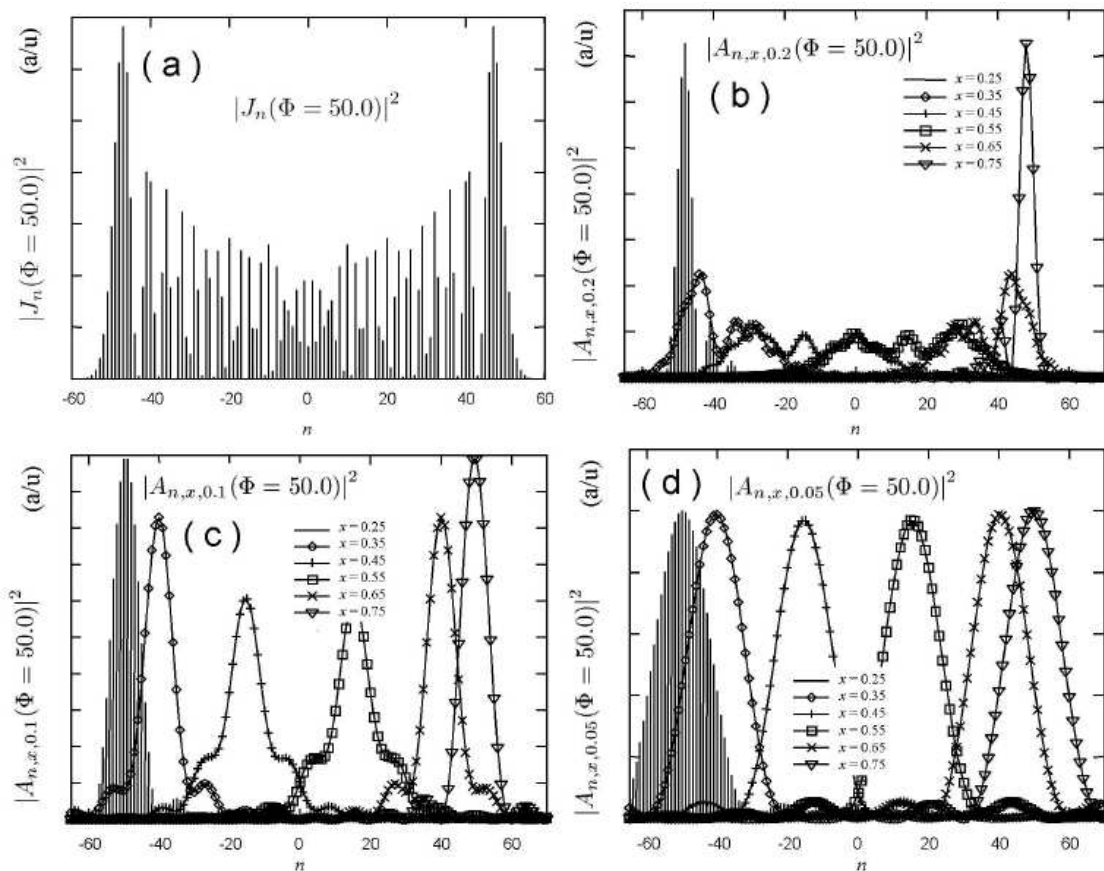 (a/u)
|J_n(Φ = 50.0)|^2
( a )
|J_n(Φ = 50.0)|^2
-60 -40 -20 0 20 40 60
n
(a/u)
|A_{n,x,0.2}(Φ = 50.0)|^2
|A_{n,x,0.2}(Φ = 50.0)|^2
( b )
x=0.25
x=0.35
x=0.45
x=0.55
x=0.65
x=0.75
-60 -40 -20 0 20 40 60
n
(a/u)
|A_{n,x,0.1}(Φ = 50.0)|^2
|A_{n,x,0.1}(Φ = 50.0)|^2
( c )
x=0.25
x=0.35
x=0.45
x=0.55
x=0.65
x=0.75
-60 -40 -20 0 20 40 60
n
(a/u)
|A_{n,x,0.05}(Φ = 50.0)|^2
( d )
|A_{n,x,0.05}(Φ = 50.0)|^2
x=0.25
x=0.35
x=0.45
x=0.55
x=0.65
x=0.75
-60 -40 -20 0 20 40 60
n